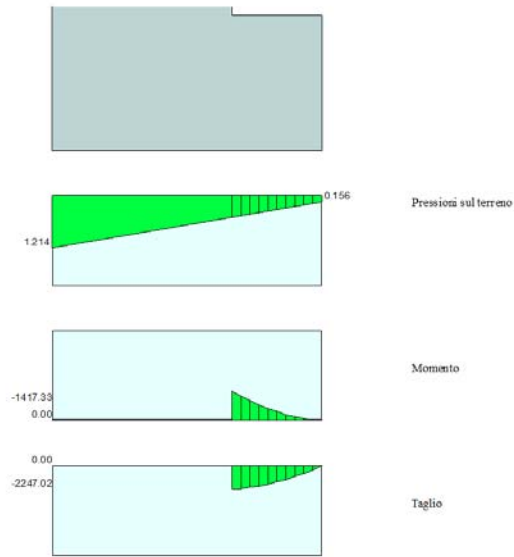 0.156
Pressioni sul terreno
1.214
Momento
-1417.33
0.00
0.00
-2247.02
Taglio